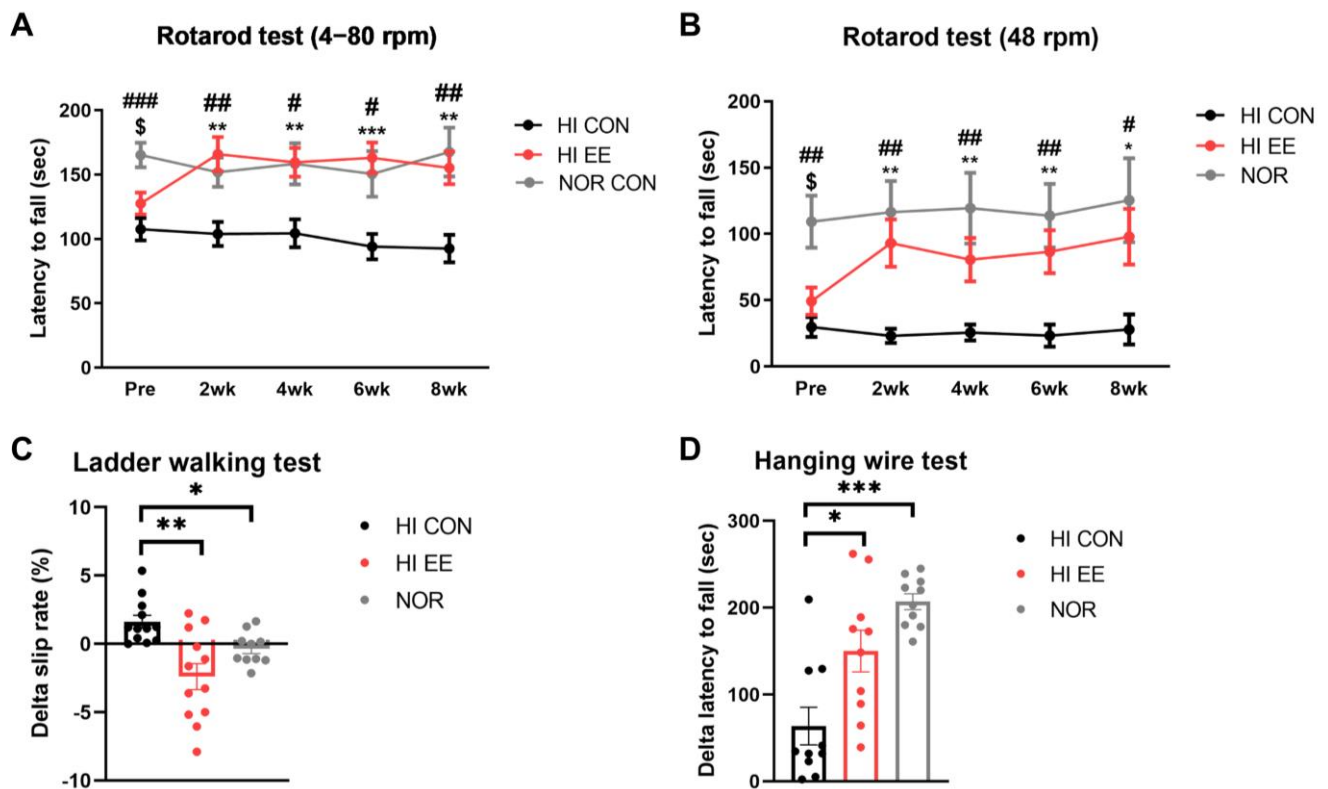 A
Rotarod test (4–80 rpm)
### ## # # ##
$ ** ** *** **
Latency to fall (sec)
200
150
100
50
0
Pre 2wk 4wk 6wk 8wk
HI CON
HI EE
NOR CON
B
Rotarod test (48 rpm)
## ## ## ## #
$ ** ** ** *
Latency to fall (sec)
200
150
100
50
0
Pre 2wk 4wk 6wk 8wk
HI CON
HI EE
NOR
C
Ladder walking test
*
**
Delta slip rate (%)
10
5
0
-5
-10
HI CON
HI EE
NOR
D
Hanging wire test
***
*
Delta latency to fall (sec)
300
200
100
0
HI CON
HI EE
NOR